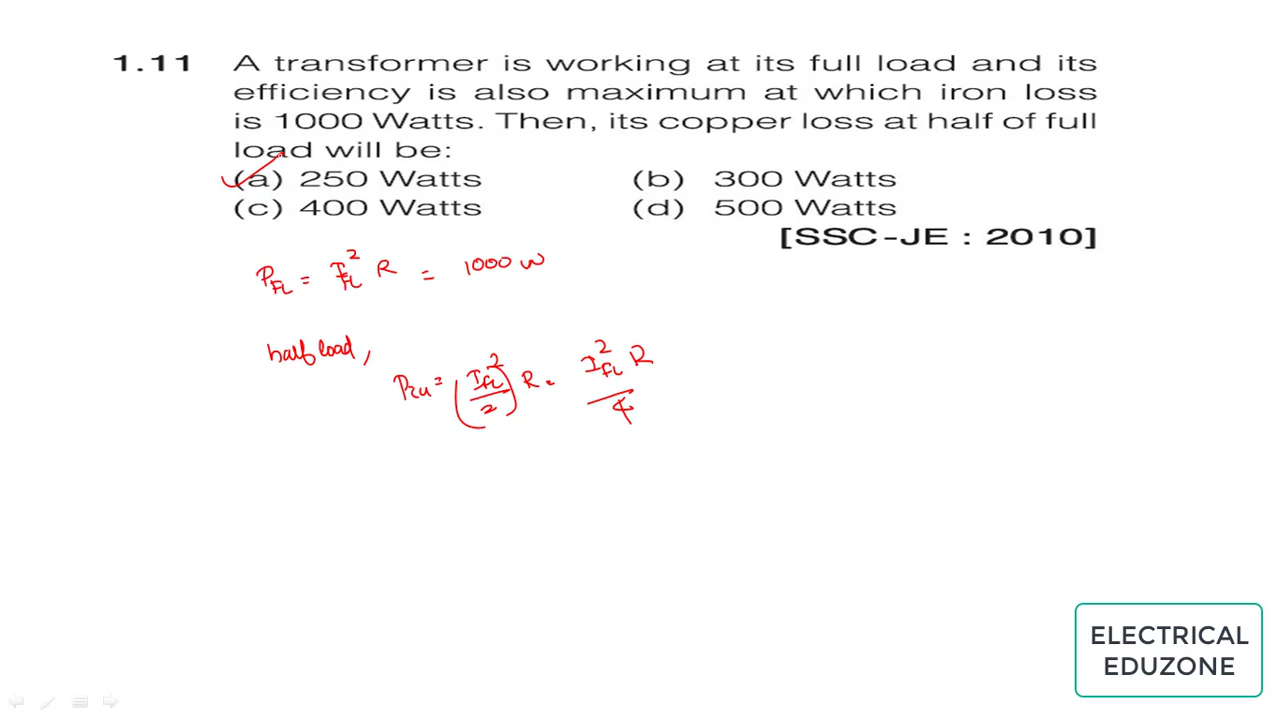 1.11 A transformer is working at its full load and its
efficiency is also maximum at which iron loss
is 1000 Watts. Then, its copper loss at half of full
load will be:
(a) 250 Watts (b) 300 Watts
(c) 400 Watts (d) 500 Watts
[SSC-JE : 2010]
P_FL = I_FL^2 R = 1000 W
half load,
P_cu = (I_FL/2)^2 R = I_FL^2 R / 4
ELECTRICAL
EDUZONE